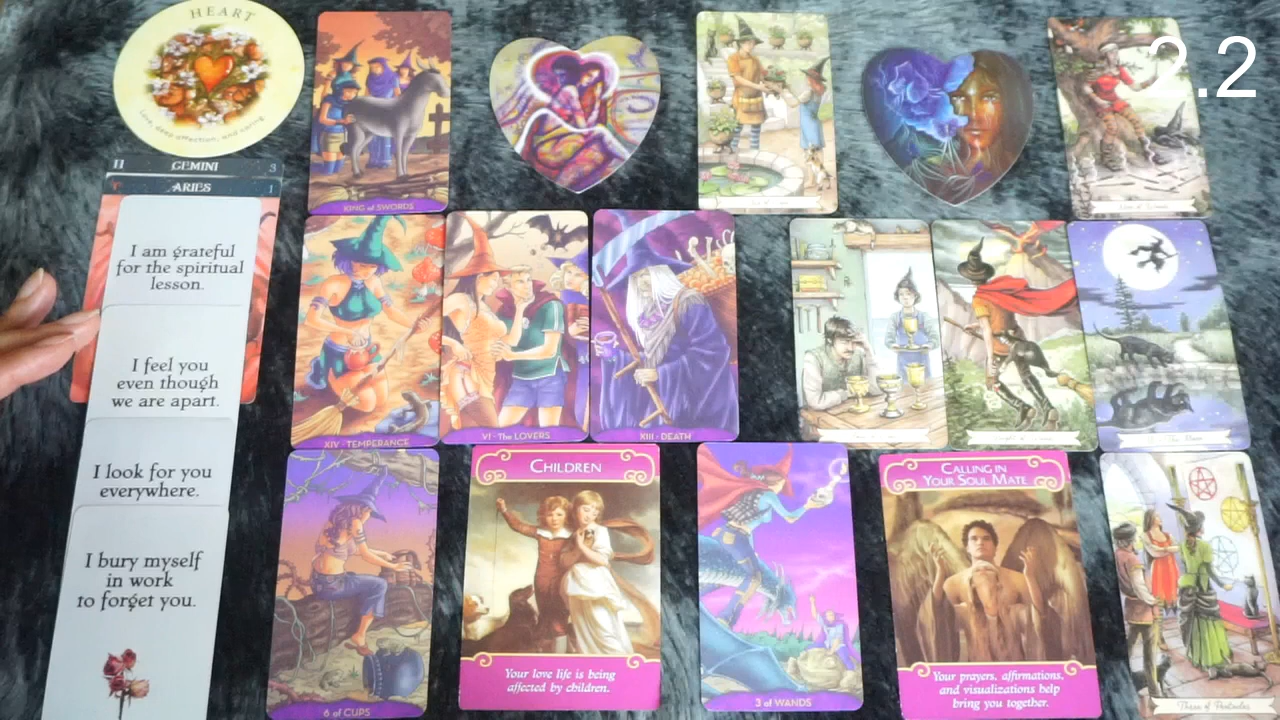 HEART
Love, deep affection, and caring
II GEMINI 3
ARIES 1
I am grateful
for the spiritual
lesson.
I feel you
even though
we are apart.
I look for you
everywhere.
I bury myself
in work
to forget you.
KING of SWORDS
2.2
XIV - TEMPERANCE
VI - The LOVERS
XIII - DEATH
The Moon
6 of CUPS
CHILDREN
Your love life is being
affected by children.
3 of WANDS
CALLING IN
YOUR SOUL MATE
Your prayers, affirmations,
and visualizations help
bring you together.
Three of Pentacles